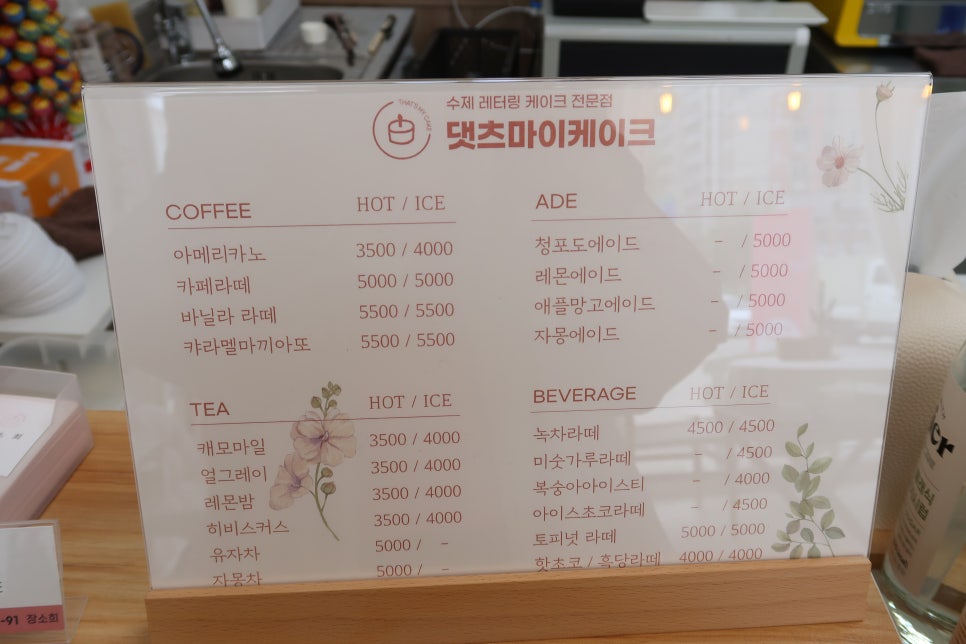 THAT'S MY CAKE
수제 레터링 케이크 전문점
댓츠마이케이크
COFFEE HOT / ICE
아메리카노 3500 / 4000
카페라떼 5000 / 5000
바닐라 라떼 5500 / 5500
캬라멜마끼아또 5500 / 5500
ADE HOT / ICE
청포도에이드 - / 5000
레몬에이드 - / 5000
애플망고에이드 - / 5000
자몽에이드 - / 5000
TEA HOT / ICE
캐모마일 3500 / 4000
얼그레이 3500 / 4000
레몬밤 3500 / 4000
히비스커스 3500 / 4000
유자차 5000 / -
자몽차 5000 / -
BEVERAGE HOT / ICE
녹차라떼 4500 / 4500
미숫가루라떼 - / 4500
복숭아아이스티 - / 4000
아이스초코라떼 - / 4500
토피넛 라떼 5000 / 5000
핫초코 / 흑당라떼 4000 / 4000
-91 장소희
er